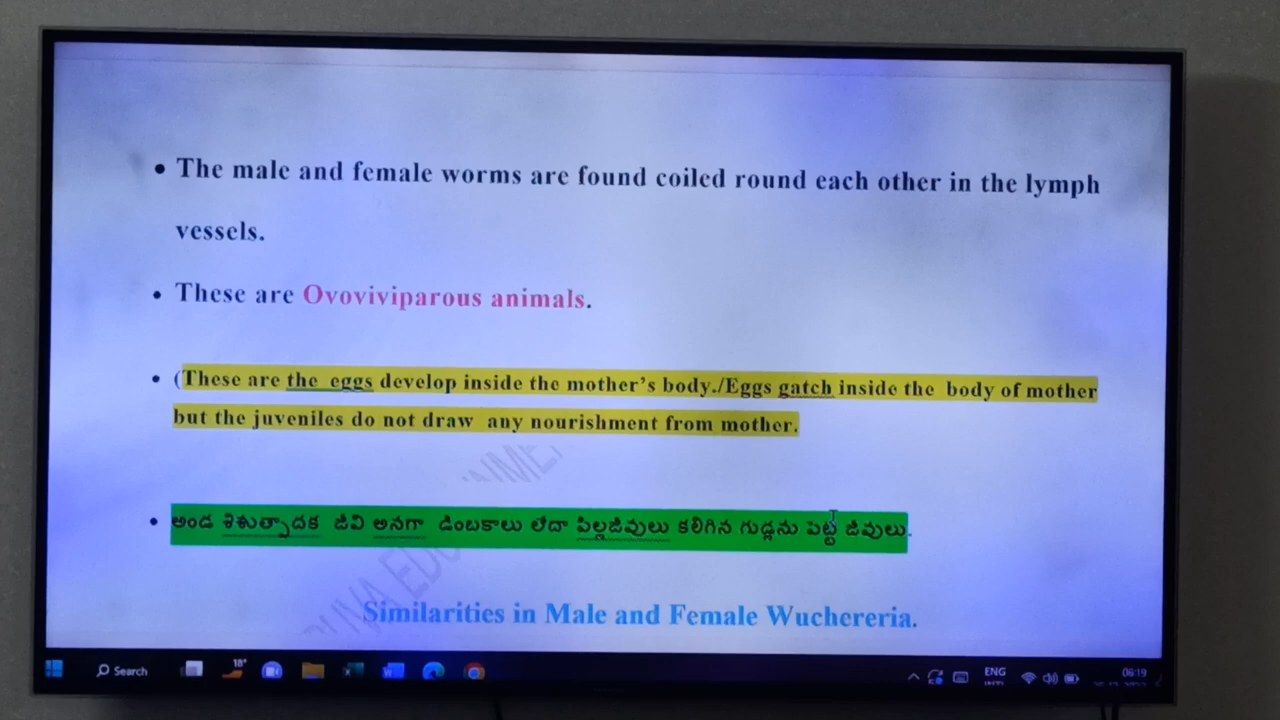 • The male and female worms are found coiled round each other in the lymph
vessels.
• These are Ovoviviparous animals.
• (These are the eggs develop inside the mother's body./Eggs gatch inside the body of mother
but the juveniles do not draw any nourishment from mother.
• అండ శిశుత్పాదక జీవి అనగా డింబకాలు లేదా పిల్లజీవులు కలిగిన గుడ్లను పెట్టే జీవులు.
Similarities in Male and Female Wuchereria.
Search
18°
ENG
06:19